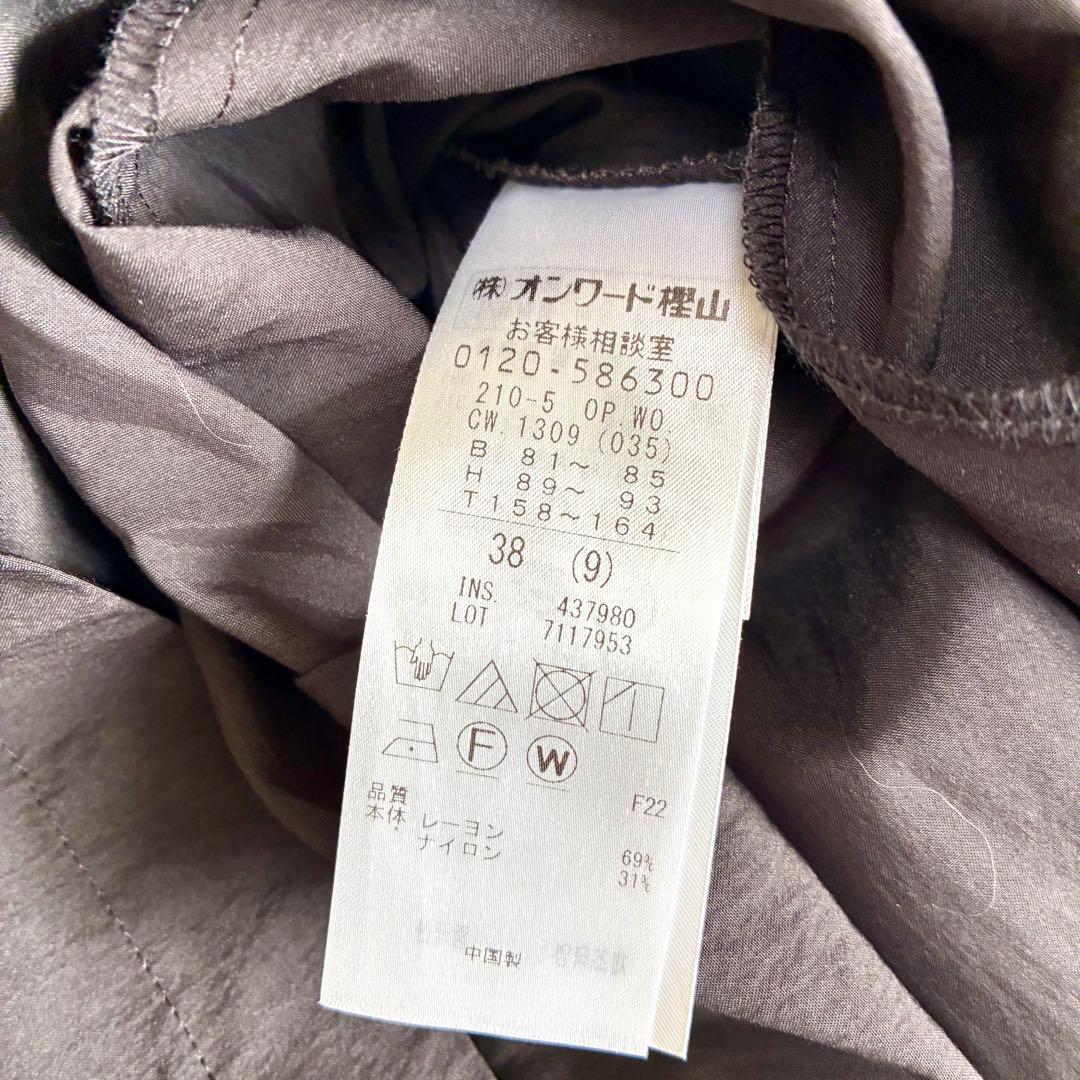 (株)オンワード樫山
お客様相談室
0120-586300
210-5 OP.WO
CW.1309 (035)
B 81～ 85
H 89～ 93
T158～164
38 (9)
INS. 437980
LOT 7117953
F W
F22
品質
本体 レーヨン 69%
ナイロン 31%
中国製